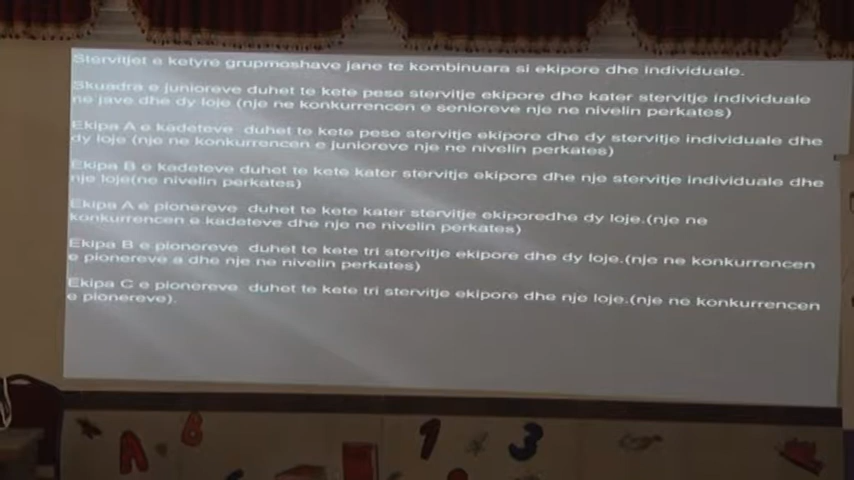 Stervitjet e ketyre grupmoshave jane te kombinuara si ekipore dhe individuale.
Skuadra e junioreve duhet te kete pese stervitje ekipore dhe kater stervitje individuale
ne jave dhe dy loje (nje ne konkurrencen e senioreve nje ne nivelin perkates)
Ekipa A e kadeteve duhet te kete pese stervitje ekipore dhe dy stervitje individuale dhe
dy loje (nje ne konkurrencen e junioreve nje ne nivelin perkates)
Ekipa B e kadeteve duhet te kete kater stervitje ekipore dhe nje stervitje individuale dhe
nje loje(ne nivelin perkates)
Ekipa A e pionereve duhet te kete kater stervitje ekiporedhe dy loje.(nje ne
konkurrencen e kadeteve dhe nje ne nivelin perkates)
Ekipa B e pionereve duhet te kete tri stervitje ekipore dhe dy loje.(nje ne konkurrencen
e pionereve a dhe nje ne nivelin perkates)
Ekipa C e pionereve duhet te kete tri stervitje ekipore dhe nje loje.(nje ne konkurrencen
e pionereve).
A B 1 3